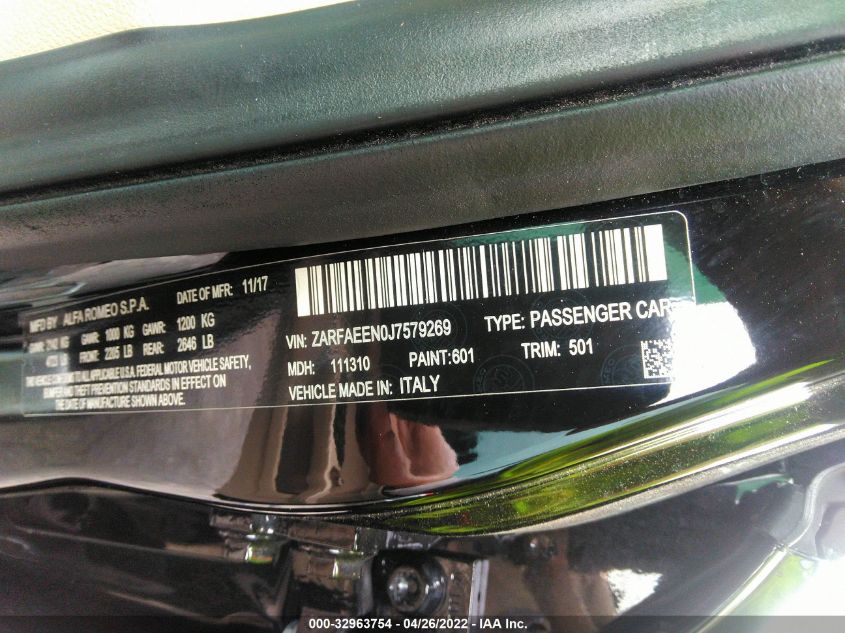 MFD BY ALFA ROMEO S.P.A. DATE OF MFR: 11/17
GAWR: 1000 KG GAWR: 1200 KG
LB FRONT: 2205 LB REAR: 2646 LB
THIS VEHICLE CONFORMS TO ALL APPLICABLE U.S.A. FEDERAL MOTOR VEHICLE SAFETY,
BUMPER AND THEFT PREVENTION STANDARDS IN EFFECT ON
THE DATE OF MANUFACTURE SHOWN ABOVE.
VIN: ZARFAEEN0J7579269 TYPE: PASSENGER CAR
MDH: 111310 PAINT:601 TRIM: 501
VEHICLE MADE IN: ITALY
000-32963754 - 04/26/2022 - IAA Inc.